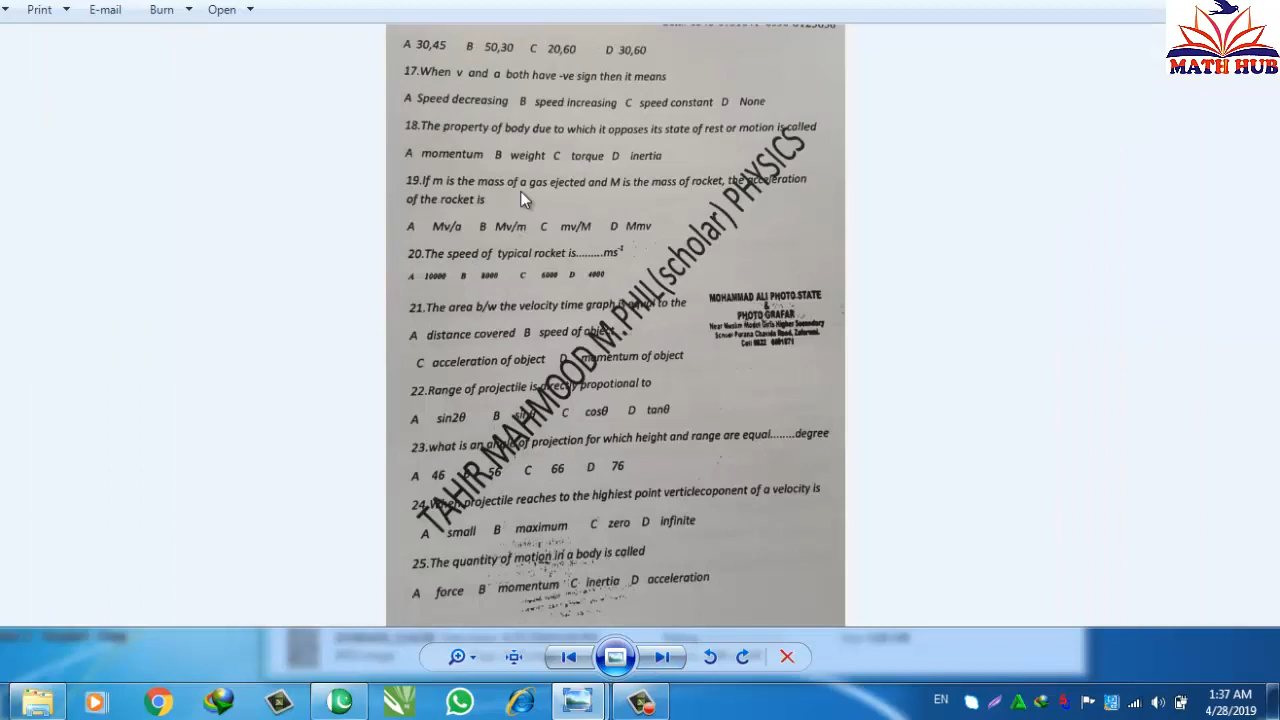 Print E-mail Burn Open
MATH HUB
A 30,45 B 50,30 C 20,60 D 30,60
17.When v and a both have -ve sign then it means
A Speed decreasing B speed increasing C speed constant D None
18.The property of body due to which it opposes its state of rest or motion is called
A momentum B weight C torque D inertia
19.If m is the mass of a gas ejected and M is the mass of rocket, the acceleration
of the rocket is
A Mv/a B Mv/m C mv/M D Mmv
20.The speed of typical rocket is.........ms⁻¹
A 10000 B 8000 C 6000 D 4000
21.The area b/w the velocity time graph is equal to the
A distance covered B speed of object
C acceleration of object D momentum of object
MOHAMMAD ALI PHOTO STATE
&
PHOTO GRAFAR
Near Muslim Model Girls Higher Secondary
22.Range of projectile is directly propotional to
A sin2θ B sinθ C cosθ D tanθ
23.what is an angle of projection for which height and range are equal........degree
A 46 B 56 C 66 D 76
24.When projectile reaches to the highest point verticlecoponent of a velocity is
A small B maximum C zero D infinite
25.The quantity of motion in a body is called
A force B momentum C inertia D acceleration
TAHIR MAHMOOD M.PHIL(scholar) PHYSICS
EN 1:37 AM
4/28/2019